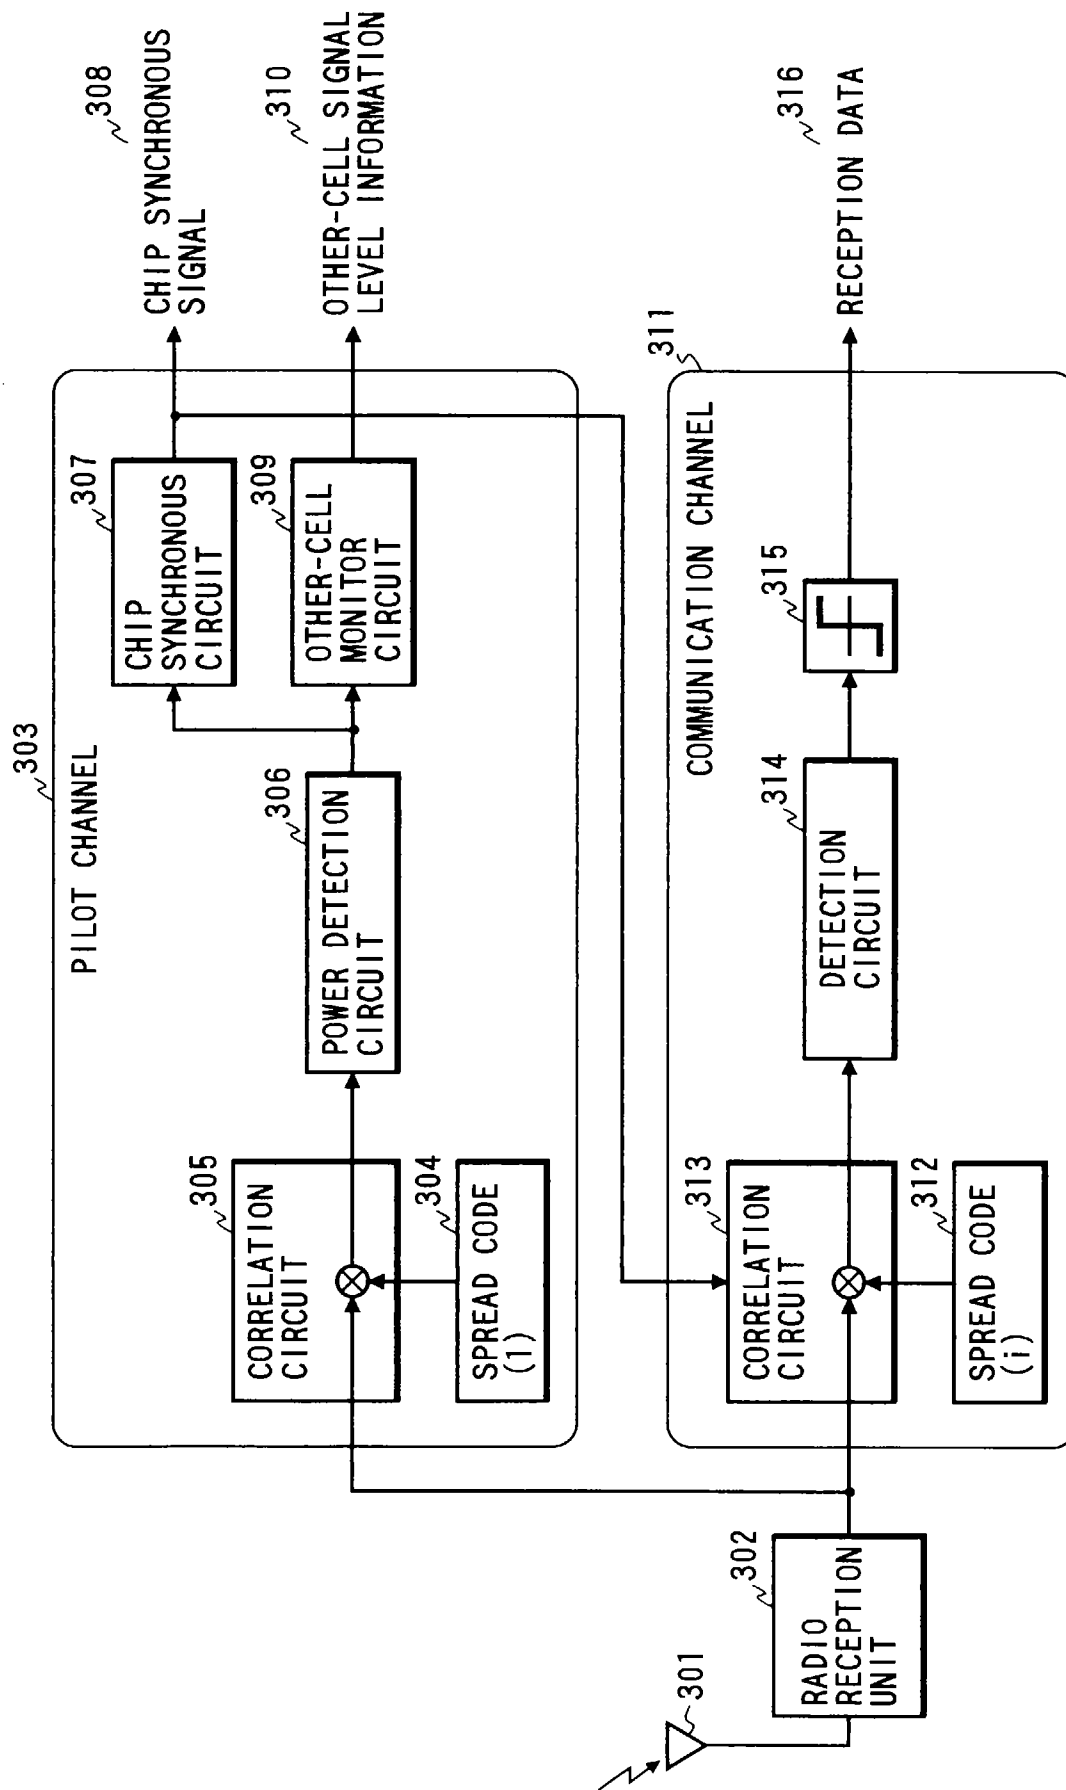 301
302
RADIO
RECEPTION
UNIT
303
PILOT CHANNEL
304
SPREAD CODE
(1)
305
CORRELATION
CIRCUIT
306
POWER DETECTION
CIRCUIT
307
CHIP
SYNCHRONOUS
CIRCUIT
308
CHIP SYNCHRONOUS
SIGNAL
309
OTHER-CELL
MONITOR
CIRCUIT
310
OTHER-CELL SIGNAL
LEVEL INFORMATION
311
COMMUNICATION CHANNEL
312
SPREAD CODE
(i)
313
CORRELATION
CIRCUIT
314
DETECTION
CIRCUIT
315
316
RECEPTION DATA